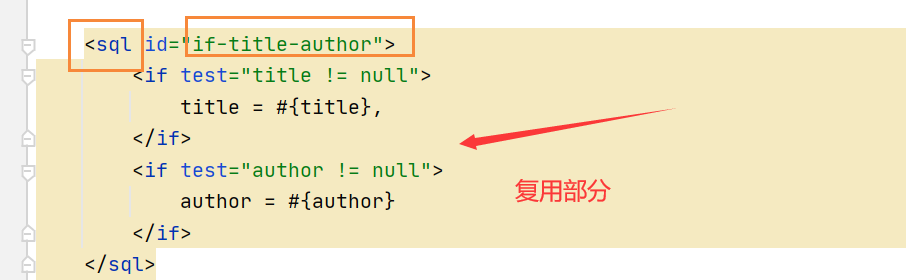 <sql id="if-title-author">
<if test="title != null">
title = #{title},
</if>
<if test="author != null">
author = #{author}
</if>
</sql>
复用部分